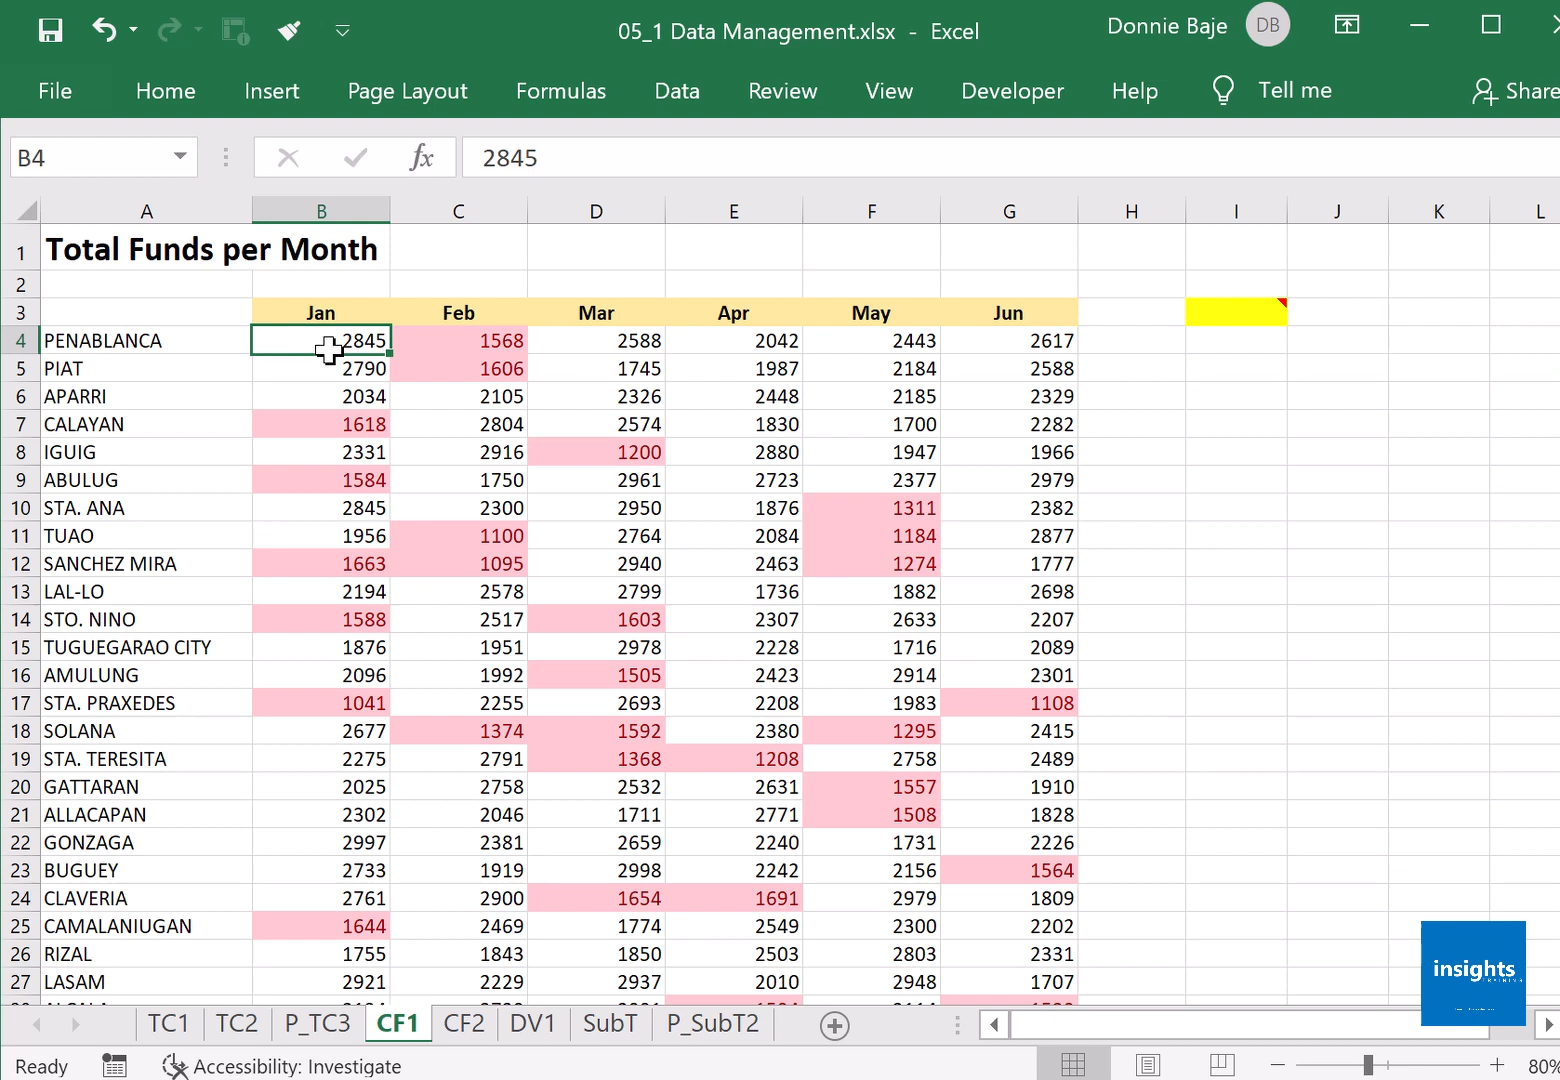 05_1 Data Management.xlsx - Excel
Donnie Baje DB
File Home Insert Page Layout Formulas Data Review View Developer Help Tell me Share
B4 fx 2845
A B C D E F G H I J K L
1 Total Funds per Month
2
3 Jan Feb Mar Apr May Jun
4 PENABLANCA 2845 1568 2588 2042 2443 2617
5 PIAT 2790 1606 1745 1987 2184 2588
6 APARRI 2034 2105 2326 2448 2185 2329
7 CALAYAN 1618 2804 2574 1830 1700 2282
8 IGUIG 2331 2916 1200 2880 1947 1966
9 ABULUG 1584 1750 2961 2723 2377 2979
10 STA. ANA 2845 2300 2950 1876 1311 2382
11 TUAO 1956 1100 2764 2084 1184 2877
12 SANCHEZ MIRA 1663 1095 2940 2463 1274 1777
13 LAL-LO 2194 2578 2799 1736 1882 2698
14 STO. NINO 1588 2517 1603 2307 2633 2207
15 TUGUEGARAO CITY 1876 1951 2978 2228 1716 2089
16 AMULUNG 2096 1992 1505 2423 2914 2301
17 STA. PRAXEDES 1041 2255 2693 2208 1983 1108
18 SOLANA 2677 1374 1592 2380 1295 2415
19 STA. TERESITA 2275 2791 1368 1208 2758 2489
20 GATTARAN 2025 2758 2532 2631 1557 1910
21 ALLACAPAN 2302 2046 1711 2771 1508 1828
22 GONZAGA 2997 2381 2659 2240 1731 2226
23 BUGUEY 2733 1919 2998 2242 2156 1564
24 CLAVERIA 2761 2900 1654 1691 2979 1809
25 CAMALANIUGAN 1644 2469 1774 2549 2300 2202
26 RIZAL 1755 1843 1850 2503 2803 2331
27 LASAM 2921 2229 2937 2010 2948 1707
insights
TRAINING
TC1 TC2 P_TC3 CF1 CF2 DV1 SubT P_SubT2
Ready Accessibility: Investigate 80%